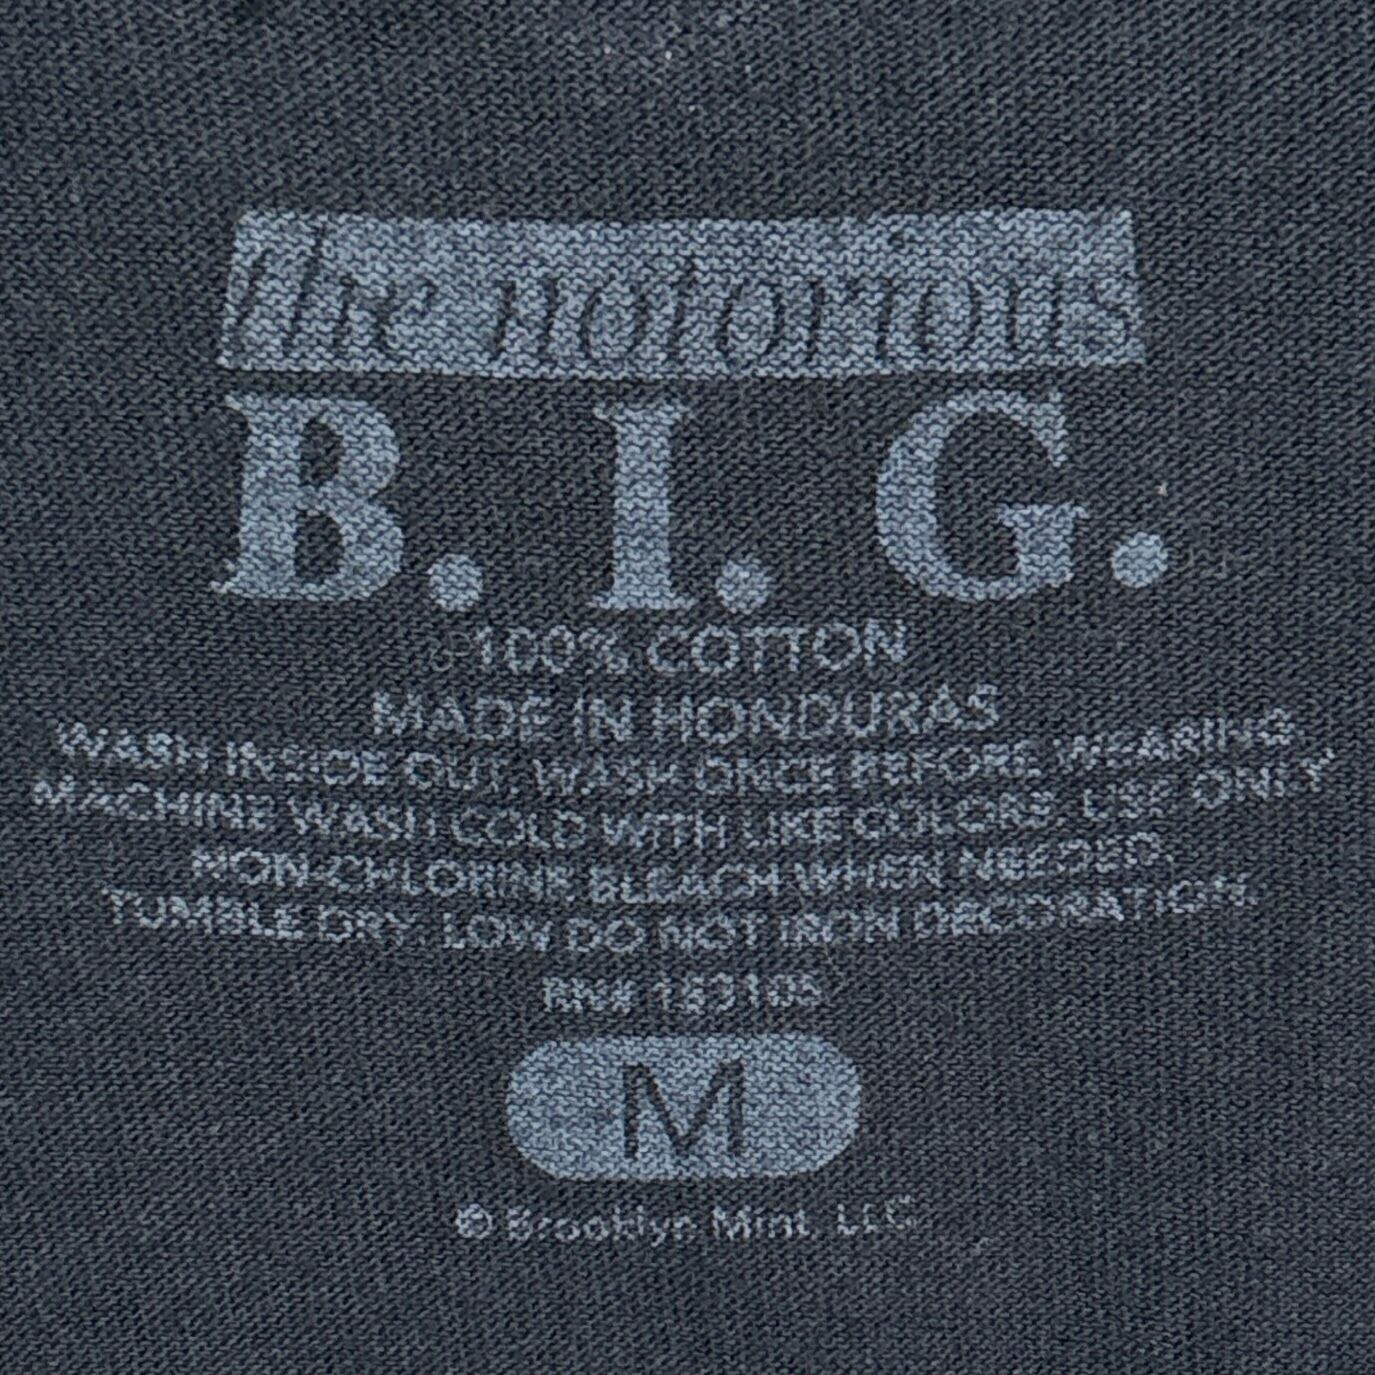 the notorious
B. I. G.
100% COTTON
MADE IN HONDURAS
WASH INSIDE OUT. WASH ONCE BEFORE WEARING.
MACHINE WASH COLD WITH LIKE COLORS. USE ONLY
NON-CHLORINE BLEACH WHEN NEEDED.
TUMBLE DRY. LOW DO NOT IRON DECORATION.
RN#
M
© Brooklyn Mint, LLC